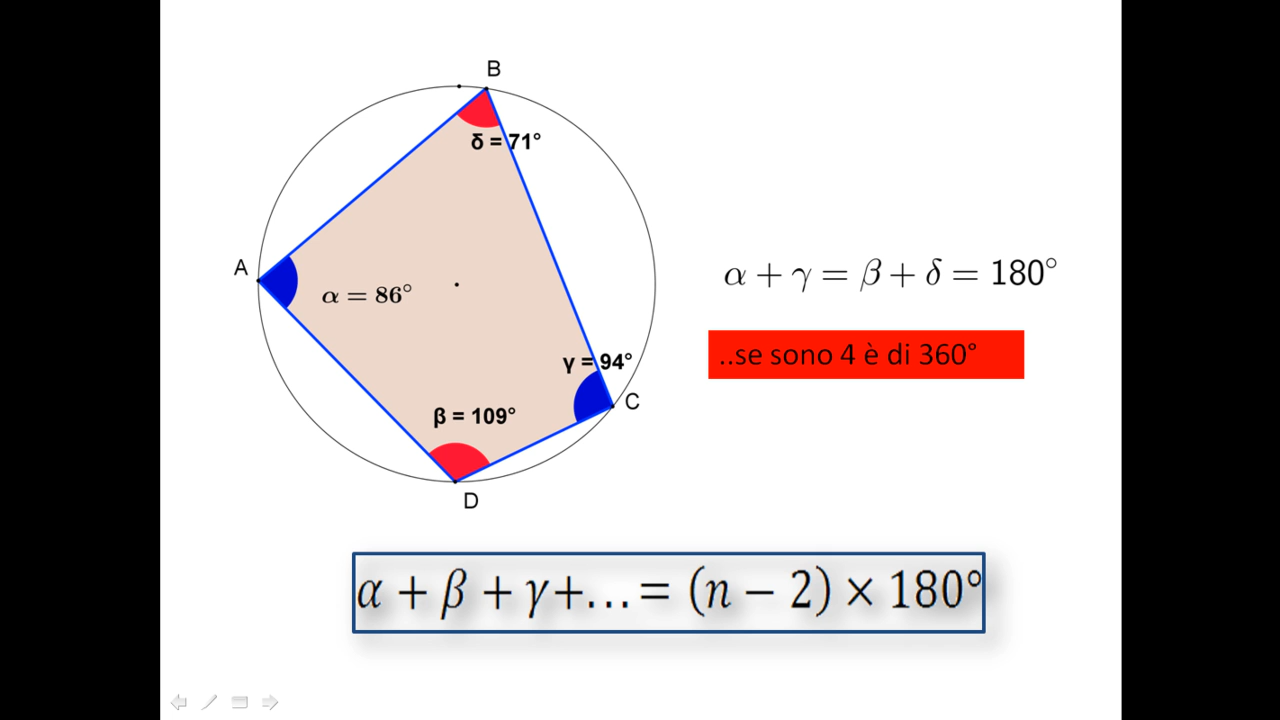 B
δ = 71°
A
α = 86°
α + γ = β + δ = 180°
..se sono 4 è di 360°
γ = 94°
C
β = 109°
D
α + β + γ+... = (n − 2) × 180°